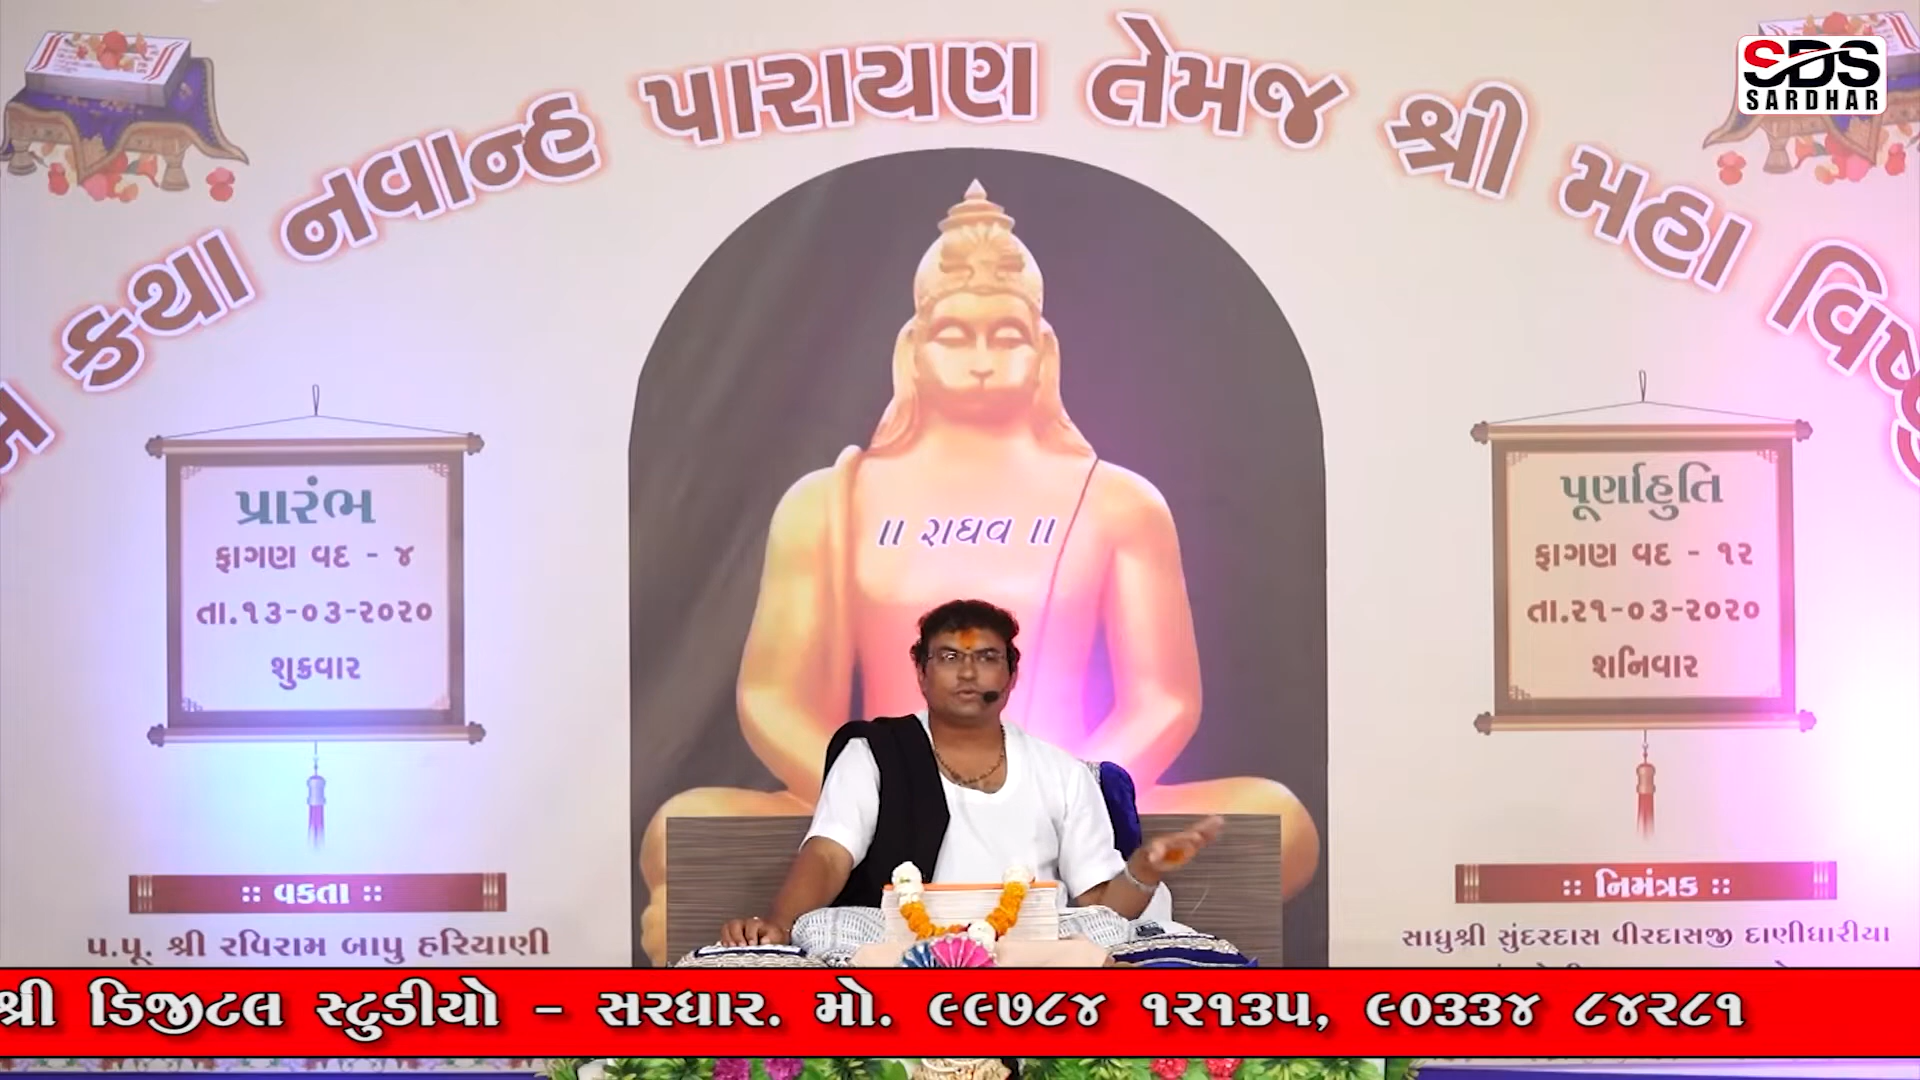 કથા નવાન્હ પારાયણ તેમજ શ્રી મહા વિષ્ણુ
SDS
SARDHAR
પ્રારંભ
ફાગણ વદ - ૪
તા.૧૩-૦૩-૨૦૨૦
શુક્રવાર
॥ રાઘવ ॥
પૂર્ણાહુતિ
ફાગણ વદ - ૧૨
તા.૨૧-૦૩-૨૦૨૦
શનિવાર
:: વકતા ::
પ.પૂ. શ્રી રવિરામ બાપુ હરિયાણી
:: નિમંત્રક ::
સાધુશ્રી સુંદરદાસ વીરદાસજી દાણીધારીયા
શ્રી ડિજીટલ સ્ટુડીયો - સરધાર. મો. ૯૯૭૮૪ ૧૨૧૩૫, ૯૦૩૩૪ ૮૪૨૮૧